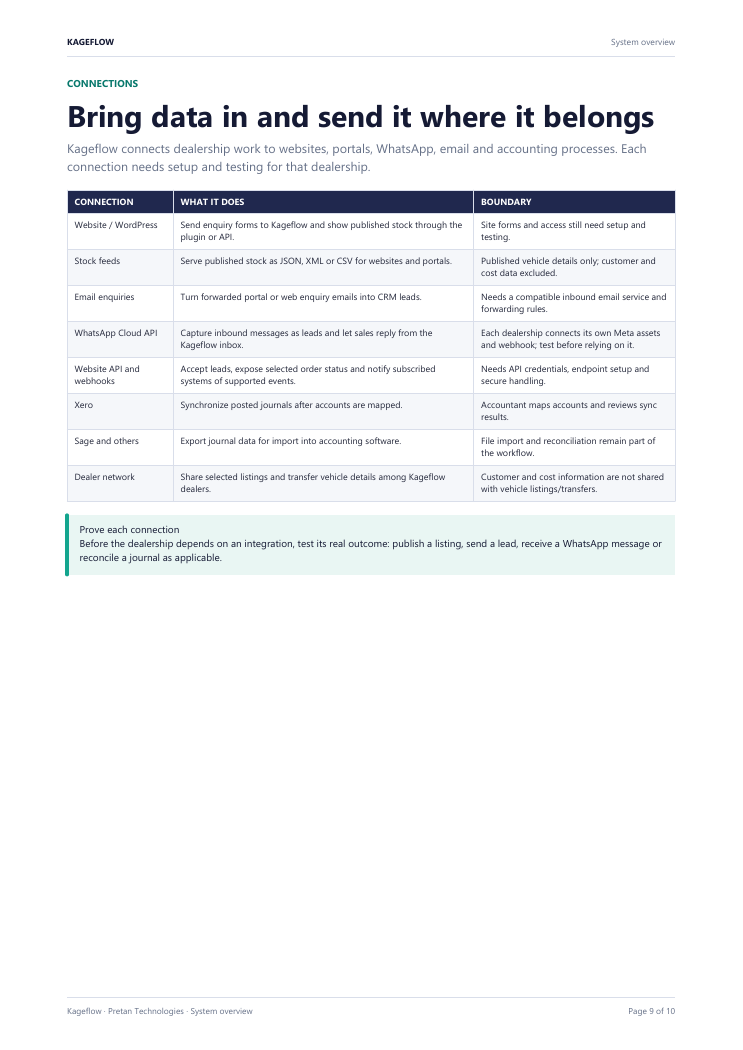 KAGEFLOW
System overview
CONNECTIONS
Bring data in and send it where it belongs
Kageflow connects dealership work to websites, portals, WhatsApp, email and accounting processes. Each
connection needs setup and testing for that dealership.
CONNECTION WHAT IT DOES BOUNDARY
Website / WordPress
Send enquiry forms to Kageflow and show published stock through the
plugin or API.
Site forms and access still need setup and
testing.
Stock feeds
Serve published stock as JSON, XML or CSV for websites and portals.
Published vehicle details only; customer and
cost data excluded.
Email enquiries
Turn forwarded portal or web enquiry emails into CRM leads.
Needs a compatible inbound email service and
forwarding rules.
WhatsApp Cloud API
Capture inbound messages as leads and let sales reply from the
Kageflow inbox.
Each dealership connects its own Meta assets
and webhook; test before relying on it.
Website API and
webhooks
Accept leads, expose selected order status and notify subscribed
systems of supported events.
Needs API credentials, endpoint setup and
secure handling.
Xero
Synchronize posted journals after accounts are mapped.
Accountant maps accounts and reviews sync
results.
Sage and others
Export journal data for import into accounting software.
File import and reconciliation remain part of
the workflow.
Dealer network
Share selected listings and transfer vehicle details among Kageflow
dealers.
Customer and cost information are not shared
with vehicle listings/transfers.
Prove each connection
Before the dealership depends on an integration, test its real outcome: publish a listing, send a lead, receive a WhatsApp message or
reconcile a journal as applicable.
Kageflow · Pretan Technologies · System overview
Page 9 of 10